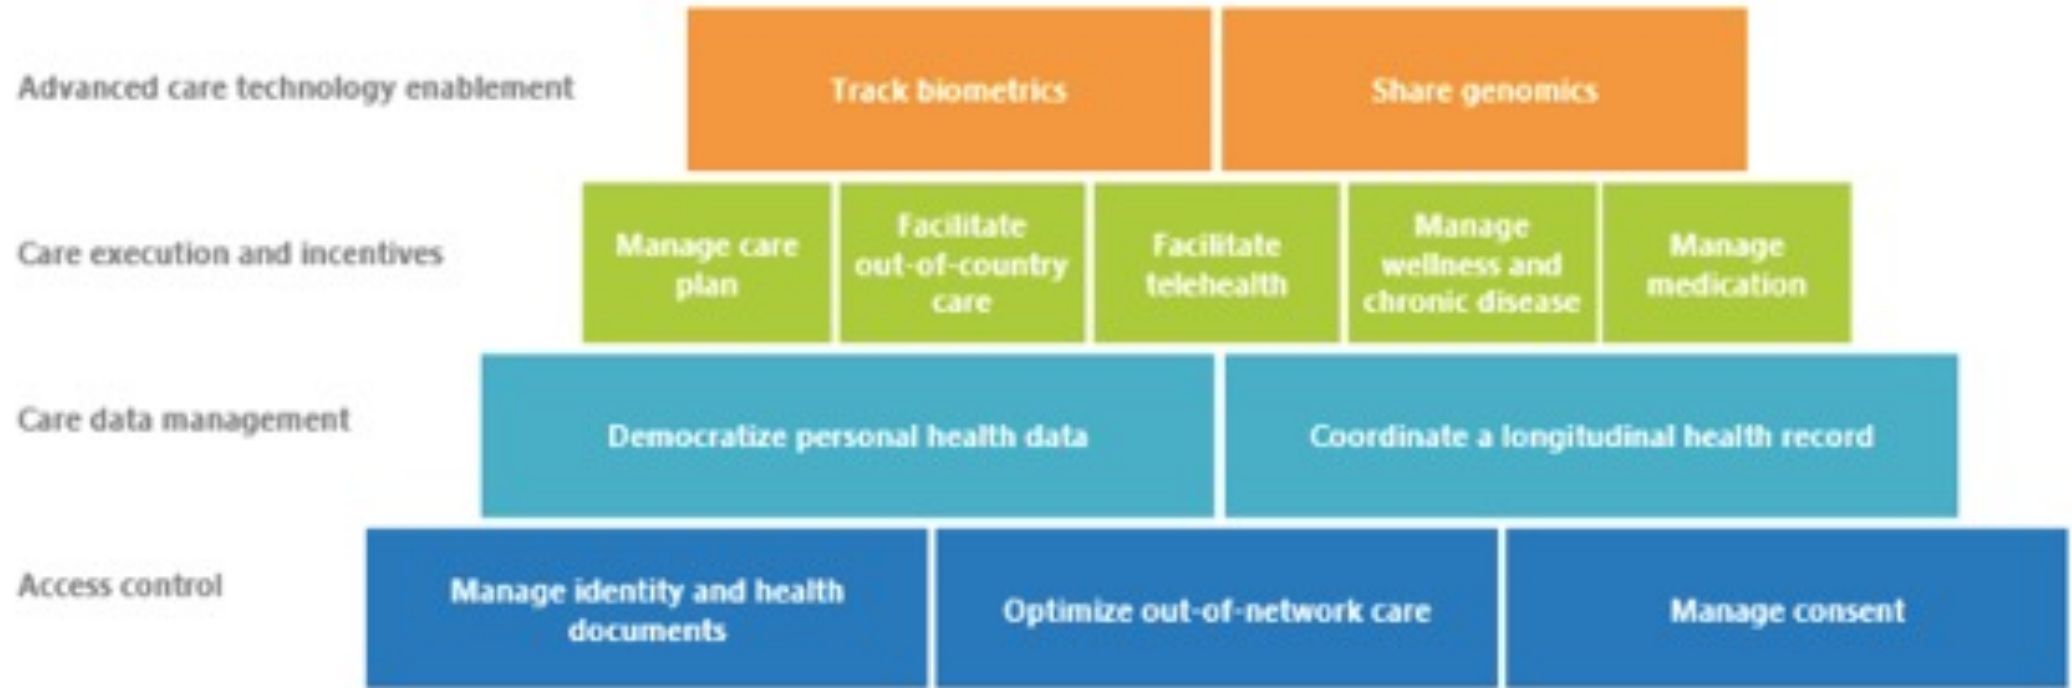 Advanced care technology enablement
Track biometrics
Share genomics
Care execution and incentives
Manage care
plan
Facilitate
out-of-country
care
Facilitate
telehealth
Manage
wellness and
chronic disease
Manage
medication
Care data management
Democratize personal health data
Coordinate a longitudinal health record
Access control
Manage identity and health
documents
Optimize out-of-network care
Manage consent